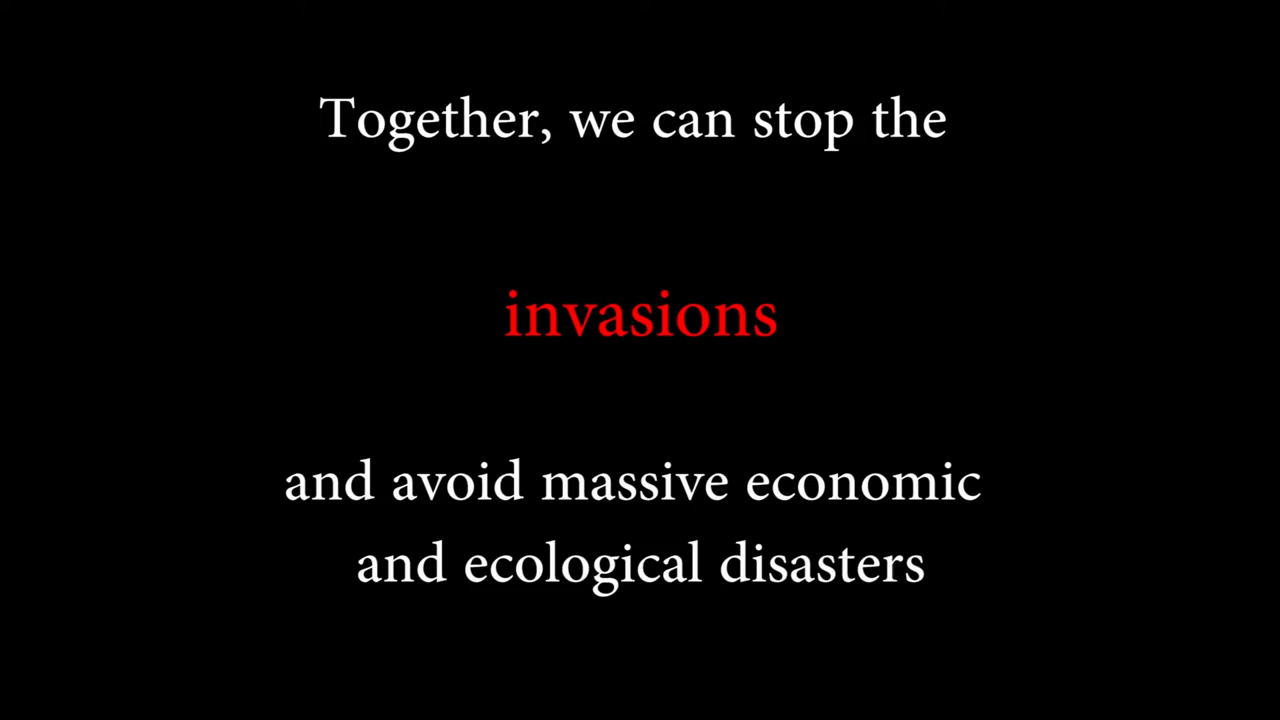 Together, we can stop the
invasions
and avoid massive economic
and ecological disasters